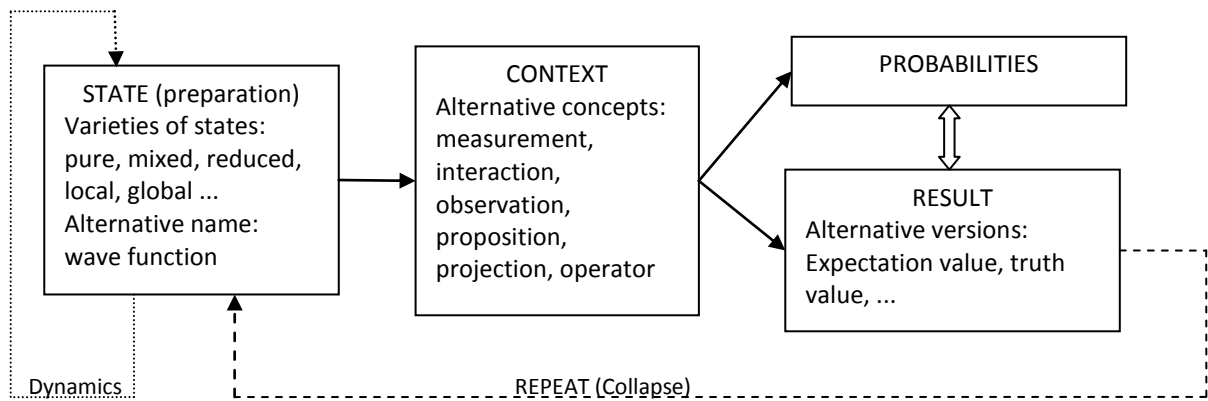 STATE (preparation)
Varieties of states:
pure, mixed, reduced,
local, global ...
Alternative name:
wave function
CONTEXT
Alternative concepts:
measurement,
interaction,
observation,
proposition,
projection, operator
PROBABILITIES
RESULT
Alternative versions:
Expectation value, truth
value, ...
Dynamics
REPEAT (Collapse)